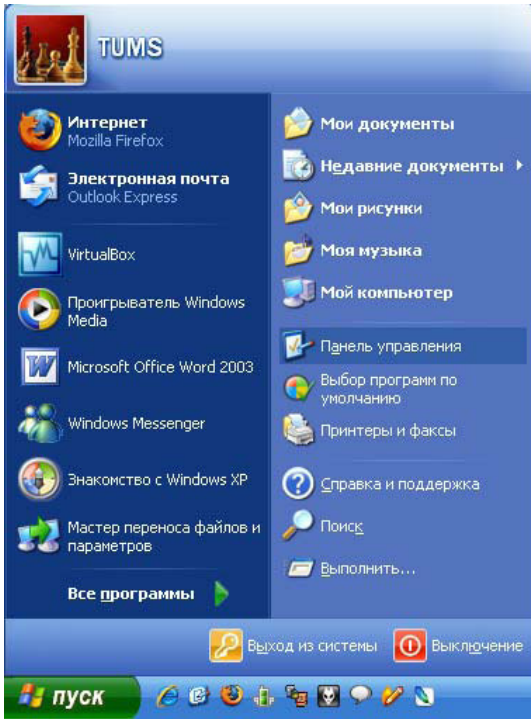 TUMS
Интернет
Mozilla Firefox
Электронная почта
Outlook Express
VirtualBox
Проигрыватель Windows
Media
Microsoft Office Word 2003
Windows Messenger
Знакомство с Windows XP
Мастер переноса файлов и
параметров
Все программы
Мои документы
Недавние документы
Мои рисунки
Моя музыка
Мой компьютер
Панель управления
Выбор программ по
умолчанию
Принтеры и факсы
Справка и поддержка
Поиск
Выполнить...
Выход из системы
Выключение
пуск